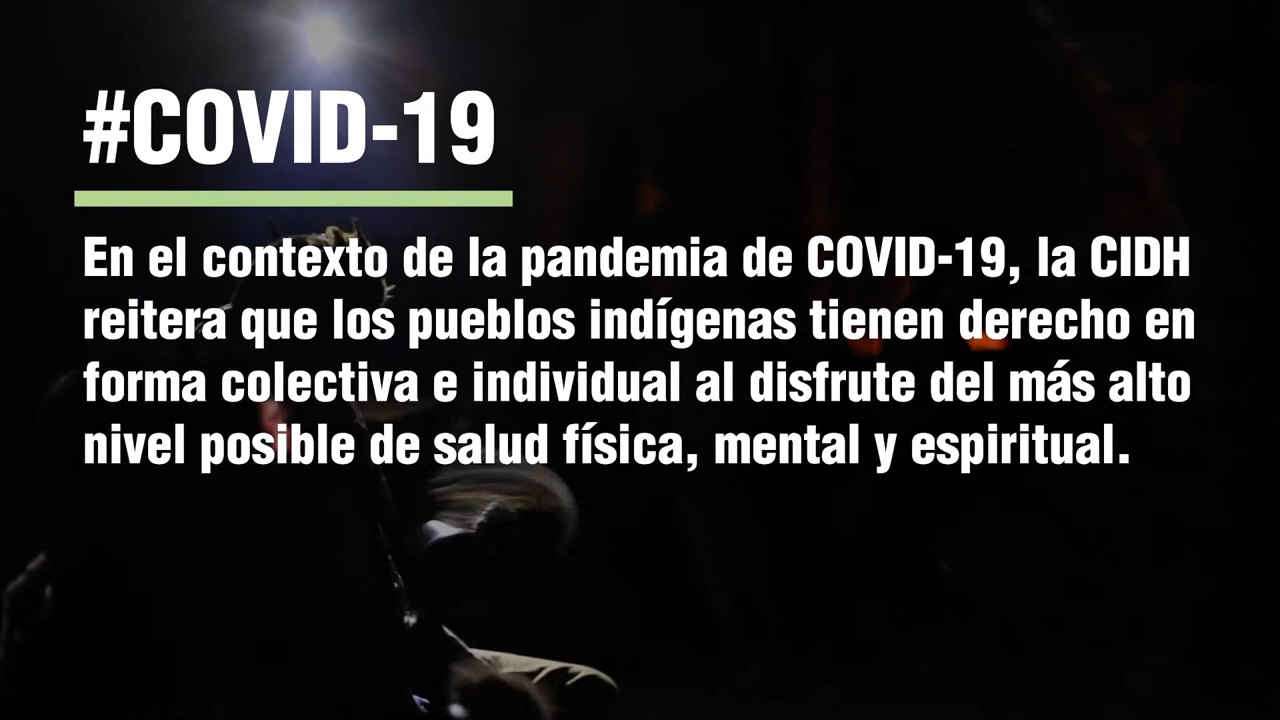 #COVID-19
En el contexto de la pandemia de COVID-19, la CIDH
reitera que los pueblos indígenas tienen derecho en
forma colectiva e individual al disfrute del más alto
nivel posible de salud física, mental y espiritual.